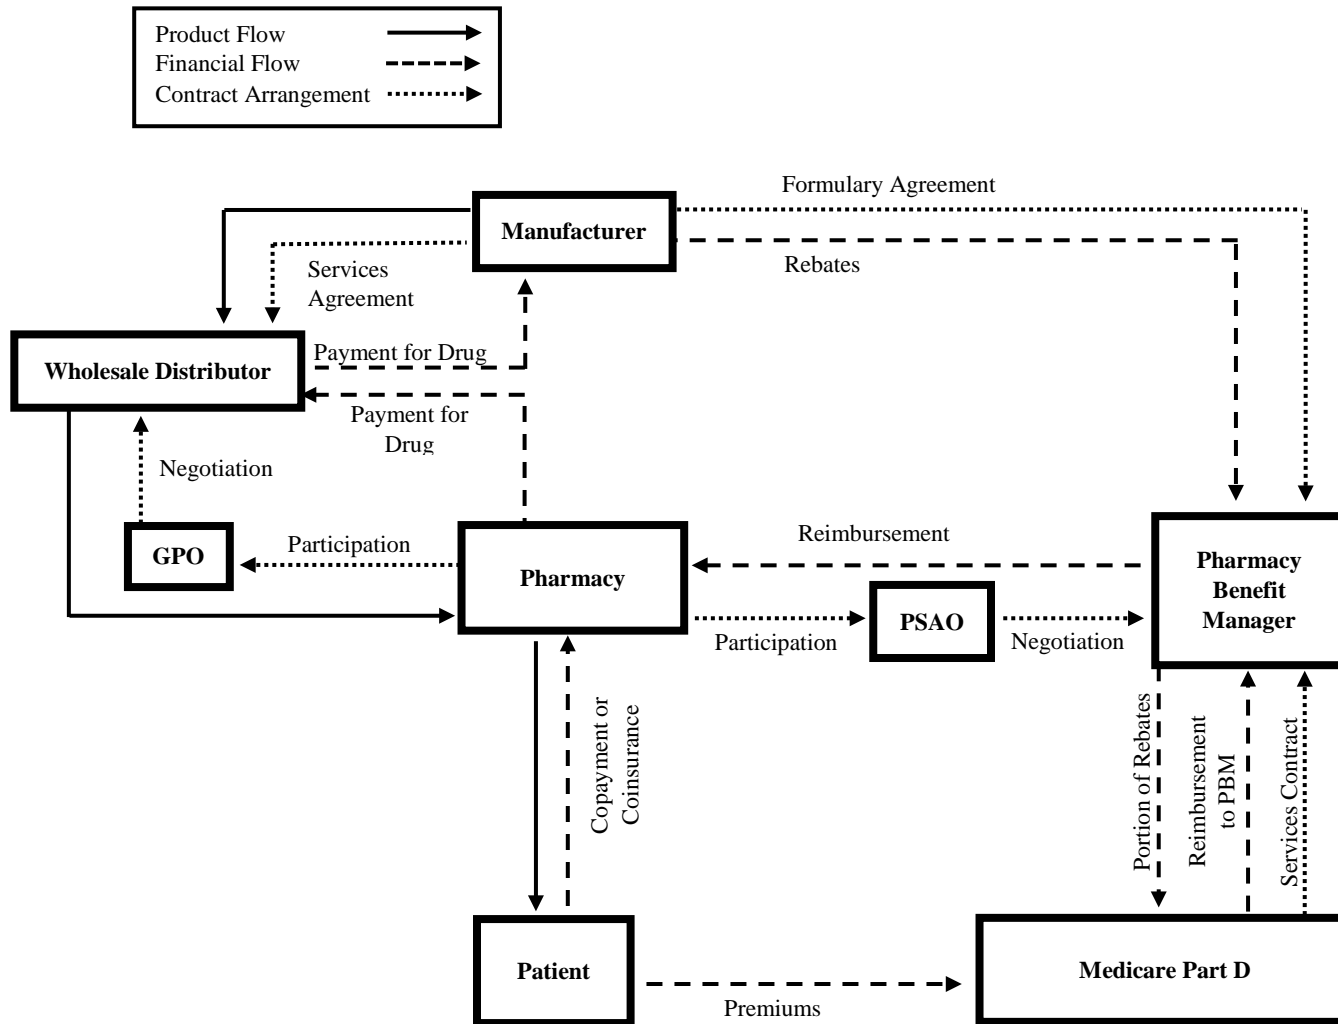 Product Flow
Financial Flow
Contract Arrangement
Formulary Agreement
Manufacturer
Rebates
Services
Agreement
Wholesale Distributor
Payment for Drug
Payment for
Drug
Negotiation
GPO
Participation
Pharmacy
Reimbursement
Pharmacy
Benefit
Manager
PSAO
Participation
Negotiation
Copayment or
Coinsurance
Portion of Rebates
Reimbursement
to PBM
Services Contract
Patient
Premiums
Medicare Part D